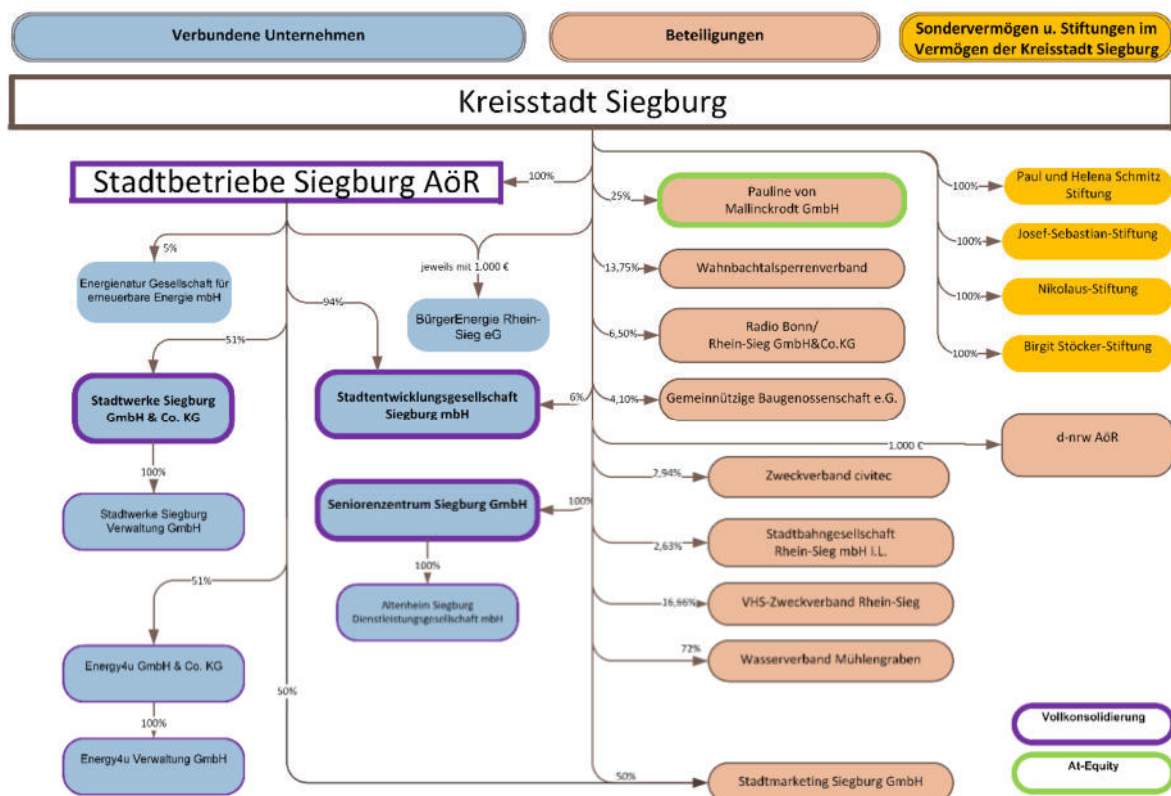 Verbundene Unternehmen
Beteiligungen
Sondervermögen u. Stiftungen im
Vermögen der Kreisstadt Siegburg
Kreisstadt Siegburg
Stadtbetriebe Siegburg AöR
100%
25%
Pauline von
Mallinckrodt GmbH
100%
Paul und Helena Schmitz
Stiftung
100%
Josef-Sebastian-Stiftung
5%
Energienatur Gesellschaft für
erneuerbare Energie mbH
jeweils mit 1.000 €
BürgerEnergie Rhein-
Sieg eG
13,75%
Wahnbachtalsperrenverband
100%
Nikolaus-Stiftung
94%
6,50%
Radio Bonn/
Rhein-Sieg GmbH&Co.KG
100%
Birgit Stöcker-Stiftung
51%
Stadtwerke Siegburg
GmbH & Co. KG
Stadtentwicklungsgesellschaft
Siegburg mbH
6%
4,10%
Gemeinnützige Baugenossenschaft e.G.
1.000 €
d-nrw AöR
100%
Stadtwerke Siegburg
Verwaltung GmbH
Seniorenzentrum Siegburg GmbH
100%
2,94%
Zweckverband civitec
2,63%
Stadtbahngesellschaft
Rhein-Sieg mbH i.L.
100%
Altenheim Siegburg
Dienstleistungsgesellschaft mbH
51%
16,66%
VHS-Zweckverband Rhein-Sieg
Energy4u GmbH & Co. KG
72%
Wasserverband Mühlengraben
100%
Energy4u Verwaltung GmbH
50%
50%
Stadtmarketing Siegburg GmbH
Vollkonsolidierung
At-Equity